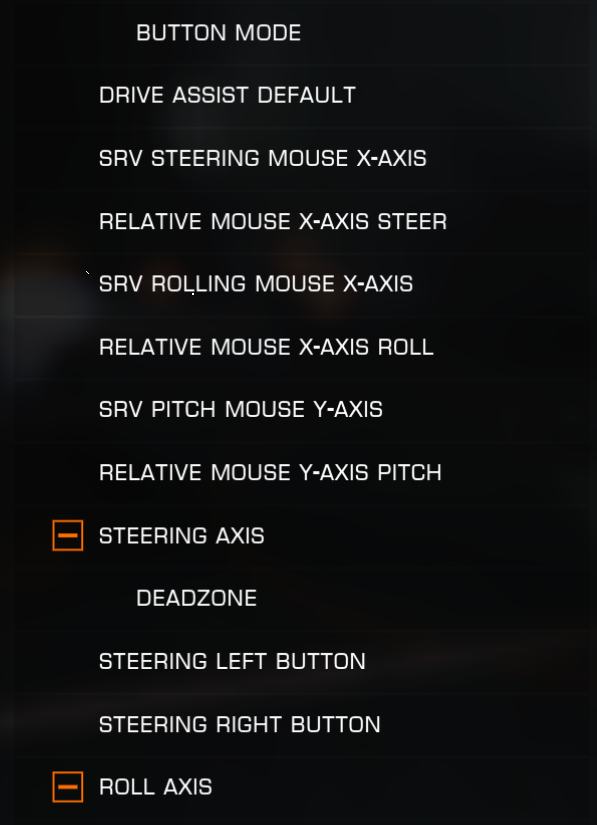 BUTTON MODE
DRIVE ASSIST DEFAULT
SRV STEERING MOUSE X-AXIS
RELATIVE MOUSE X-AXIS STEER
SRV ROLLING MOUSE X-AXIS
RELATIVE MOUSE X-AXIS ROLL
SRV PITCH MOUSE Y-AXIS
RELATIVE MOUSE Y-AXIS PITCH
STEERING AXIS
DEADZONE
STEERING LEFT BUTTON
STEERING RIGHT BUTTON
ROLL AXIS